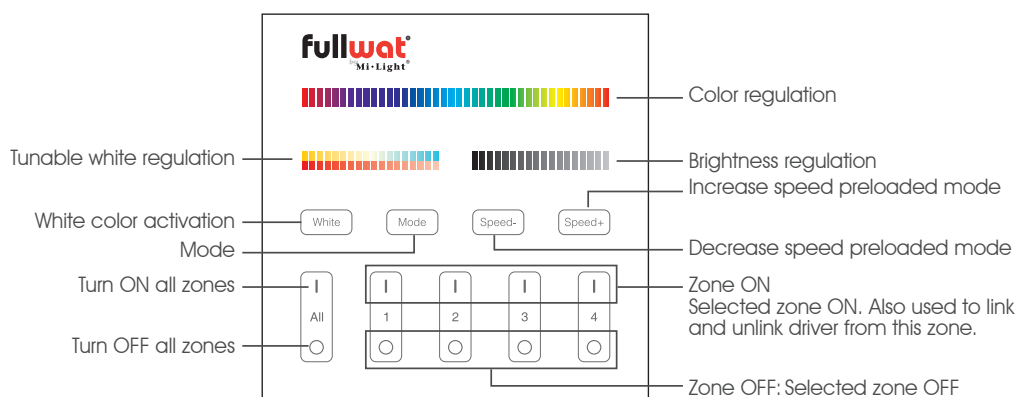 fullwat
by Mi·Light®
Color regulation
Tunable white regulation
Brightness regulation
Increase speed preloaded mode
White color activation
White
Mode
Speed-
Speed+
Mode
Decrease speed preloaded mode
Turn ON all zones
Zone ON
Selected zone ON. Also used to link
and unlink driver from this zone.
All
1
2
3
4
Turn OFF all zones
Zone OFF: Selected zone OFF